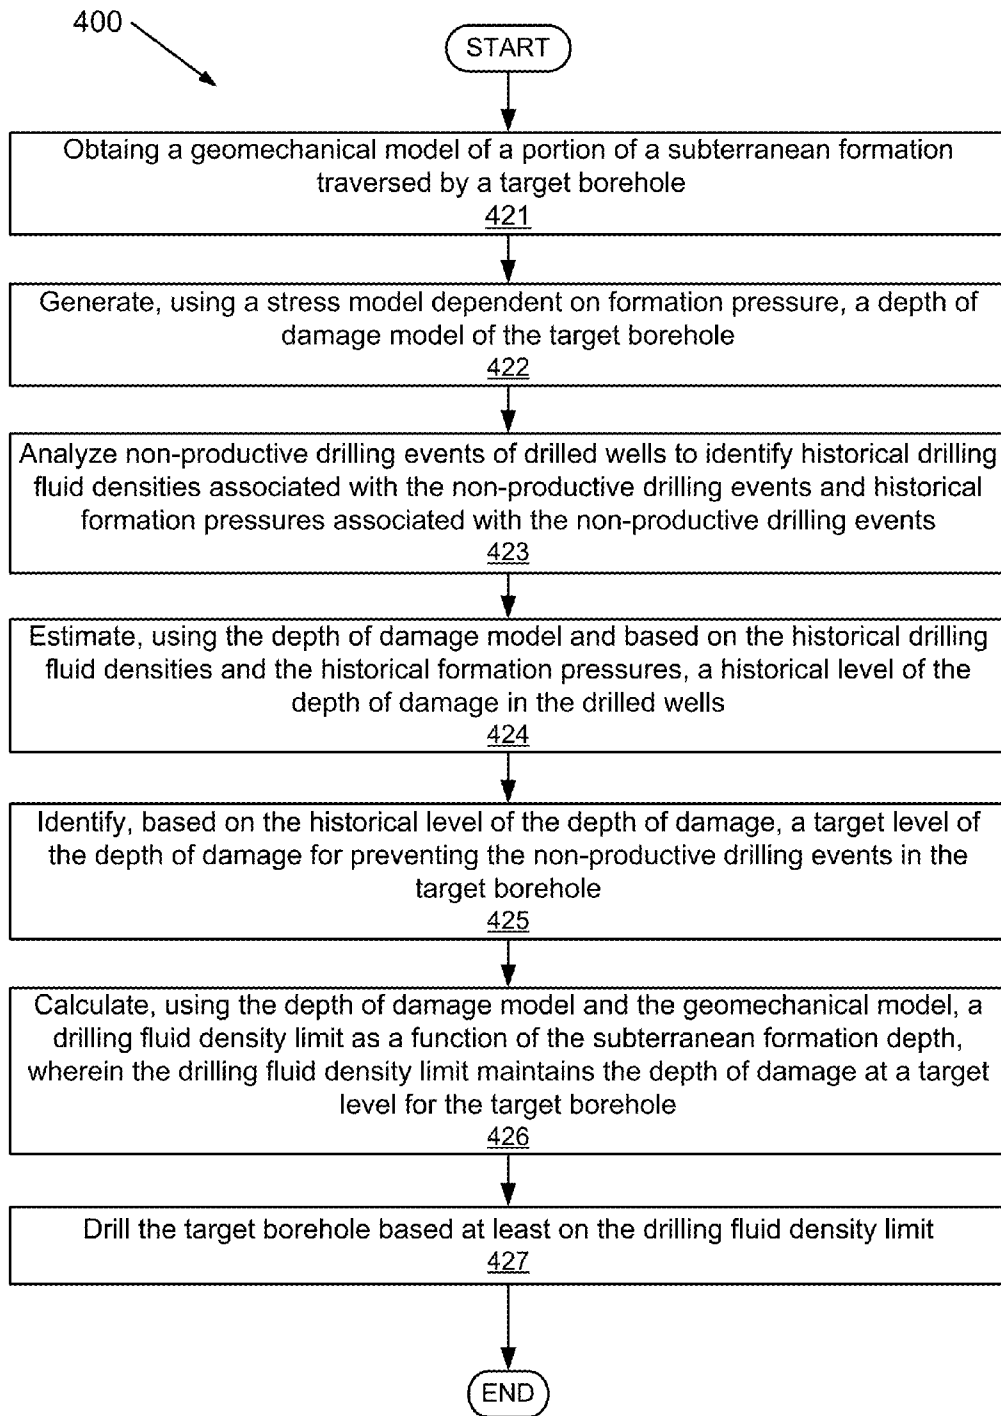 400
START
Obtaing a geomechanical model of a portion of a subterranean formation
traversed by a target borehole
421
Generate, using a stress model dependent on formation pressure, a depth of
damage model of the target borehole
422
Analyze non-productive drilling events of drilled wells to identify historical drilling
fluid densities associated with the non-productive drilling events and historical
formation pressures associated with the non-productive drilling events
423
Estimate, using the depth of damage model and based on the historical drilling
fluid densities and the historical formation pressures, a historical level of the
depth of damage in the drilled wells
424
Identify, based on the historical level of the depth of damage, a target level of
the depth of damage for preventing the non-productive drilling events in the
target borehole
425
Calculate, using the depth of damage model and the geomechanical model, a
drilling fluid density limit as a function of the subterranean formation depth,
wherein the drilling fluid density limit maintains the depth of damage at a target
level for the target borehole
426
Drill the target borehole based at least on the drilling fluid density limit
427
END